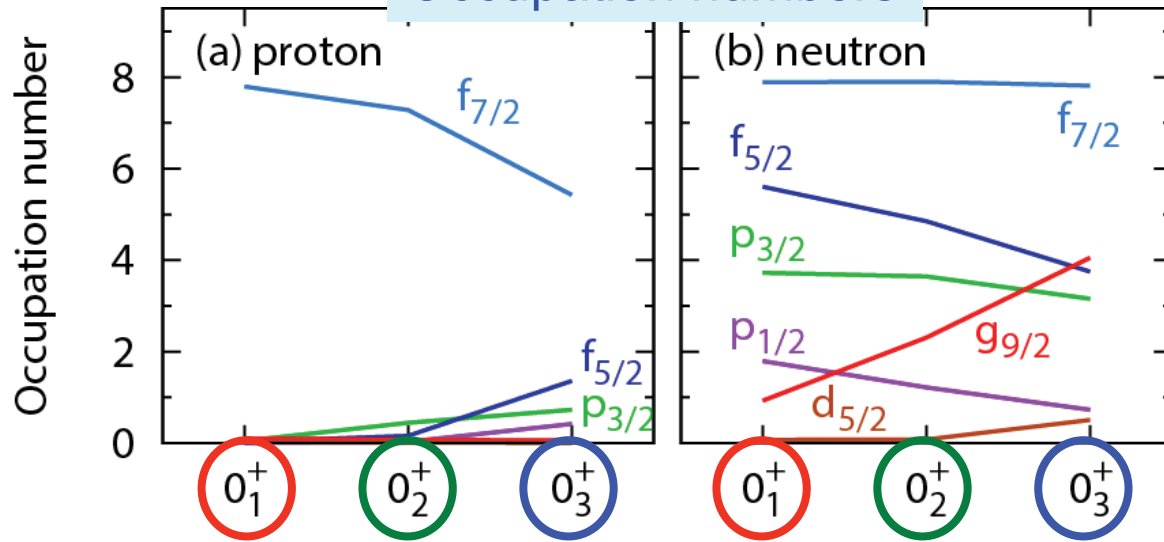 (a) proton
(b) neutron
Occupation number
8
6
4
2
0
f7/2
f5/2
p3/2
0+1
0+2
0+3
f7/2
f5/2
p3/2
p1/2
g9/2
d5/2
0+1
0+2
0+3